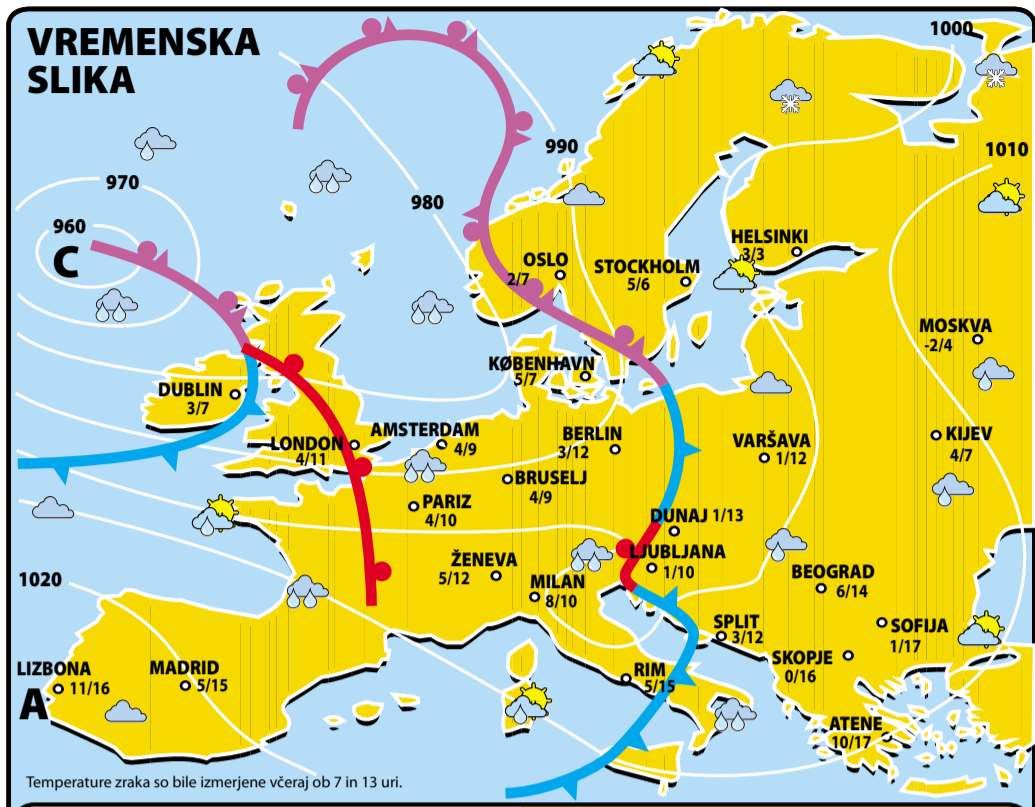 VREMENSKA
SLIKA
1000
990
1010
970
980
960
C
HELSINKI
3/3
OSLO
2/7
STOCKHOLM
5/6
MOSKVA
-2/4
KØBENHAVN
5/7
DUBLIN
3/7
LONDON
4/11
AMSTERDAM
4/9
BERLIN
3/12
VARŠAVA
1/12
KIJEV
4/7
BRUSELJ
4/9
PARIZ
4/10
DUNAJ 1/13
LJUBLJANA
1/10
ŽENEVA
5/12
MILAN
8/10
BEOGRAD
6/14
1020
SPLIT
3/12
SOFIJA
1/17
SKOPJE
0/16
LIZBONA
11/16
MADRID
5/15
RIM
5/15
A
ATENE
10/17
Temperature zraka so bile izmerjene včeraj ob 7 in 13 uri.